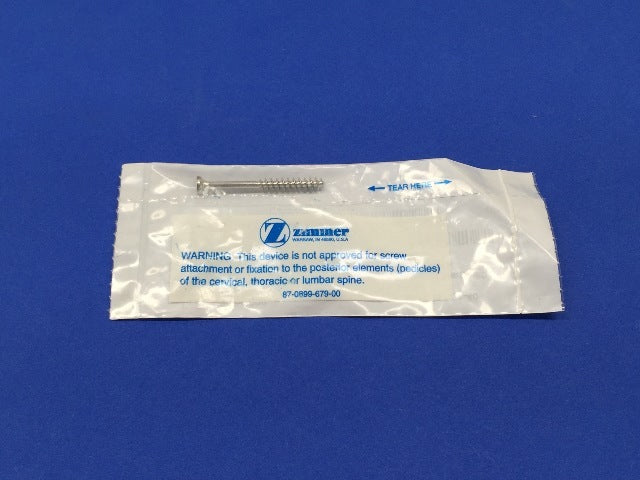 TEAR HERE
Z zimmer
WARSAW, IN 46580, U.S.A.
WARNING: This device is not approved for screw
attachment or fixation to the posterior elements (pedicles)
of the cervical, thoracic or lumbar spine.
87-0899-679-00